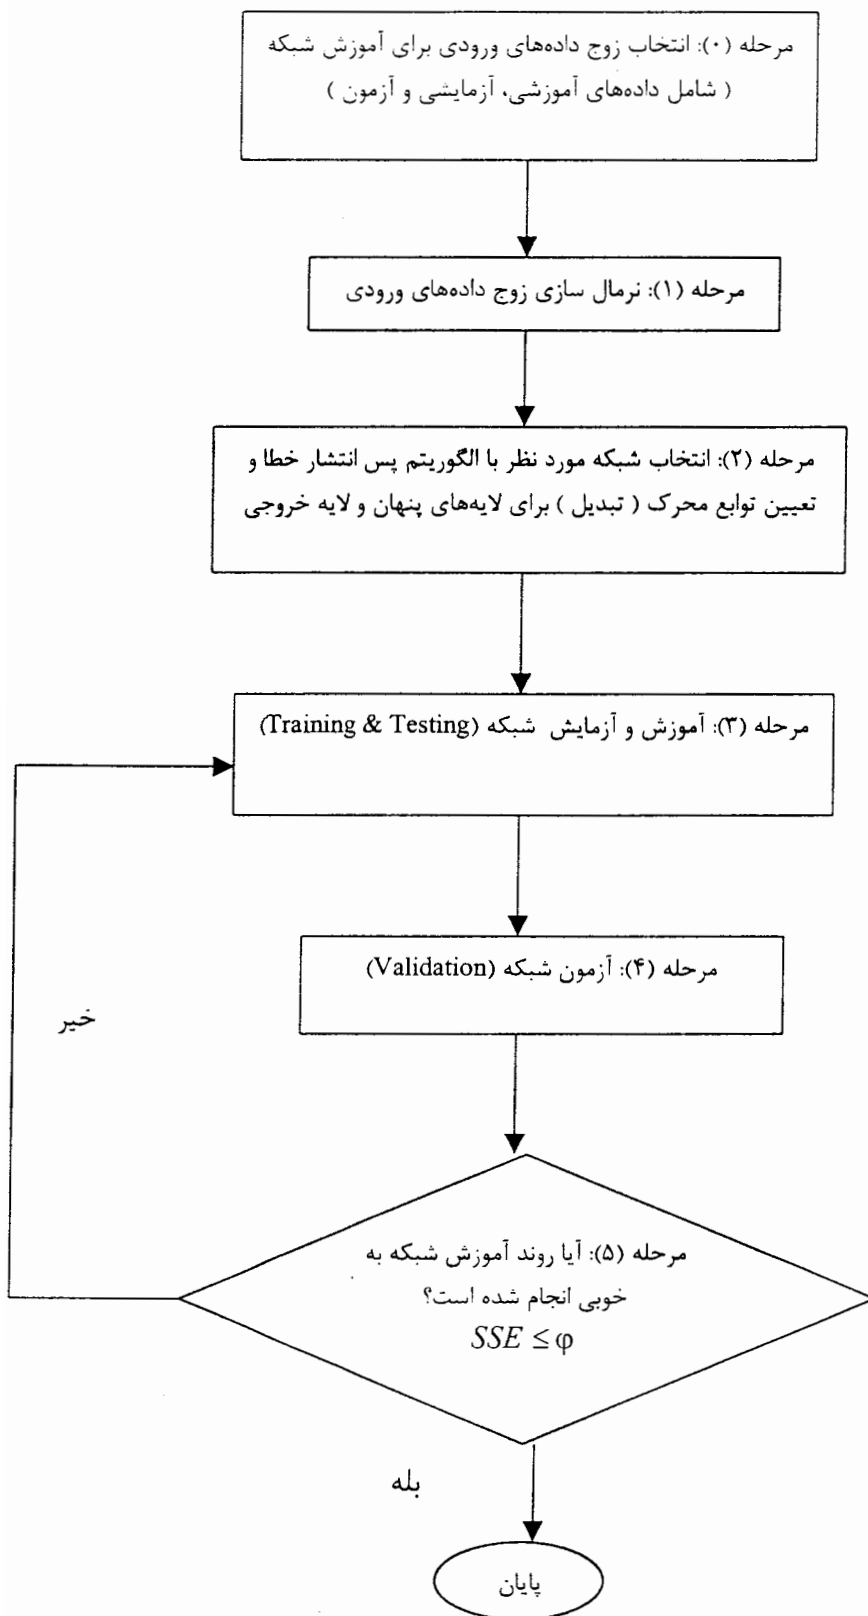 مرحله (۰): انتخاب زوج داده‌های ورودی برای آموزش شبکه
( شامل داده‌های آموزشی، آزمایشی و آزمون )
مرحله (۱): نرمال سازی زوج داده‌های ورودی
مرحله (۲): انتخاب شبکه مورد نظر با الگوریتم پس انتشار خطا و
تعیین توابع محرک ( تبدیل ) برای لایه‌های پنهان و لایه خروجی
مرحله (۳): آموزش و آزمایش شبکه (Training & Testing)
مرحله (۴): آزمون شبکه (Validation)
خیر
مرحله (۵): آیا روند آموزش شبکه به
خوبی انجام شده است؟
SSE ≤ φ
بله
پایان